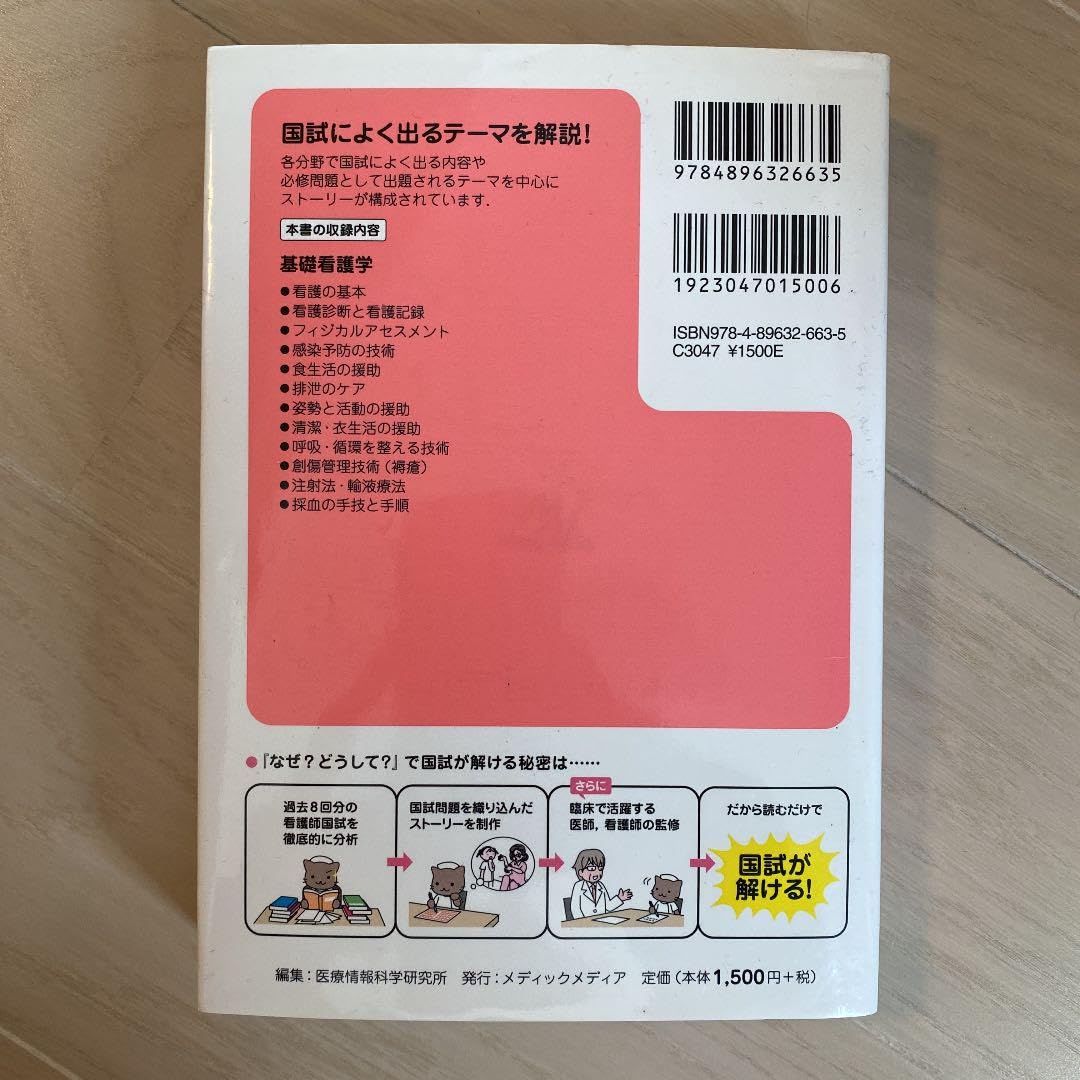 国試によく出るテーマを解説!
各分野で国試によく出る内容や
必修問題として出題されるテーマを中心に
ストーリーが構成されています.
本書の収録内容
基礎看護学
●看護の基本
●看護診断と看護記録
●フィジカルアセスメント
●感染予防の技術
●食生活の援助
●排泄のケア
●姿勢と活動の援助
●清潔・衣生活の援助
●呼吸・循環を整える技術
●創傷管理技術(褥瘡)
●注射法・輸液療法
●採血の手技と手順
9784896326635
1923047015006
ISBN978-4-89632-663-5
C3047 ¥1500E
●『なぜ?どうして?』で国試が解ける秘密は……
過去8回分の
看護師国試を
徹底的に分析
国試問題を織り込んだ
ストーリーを制作
さらに
臨床で活躍する
医師,看護師の監修
だから読むだけで
国試が
解ける!
編集:医療情報科学研究所 発行:メディックメディア 定価(本体1,500円+税)